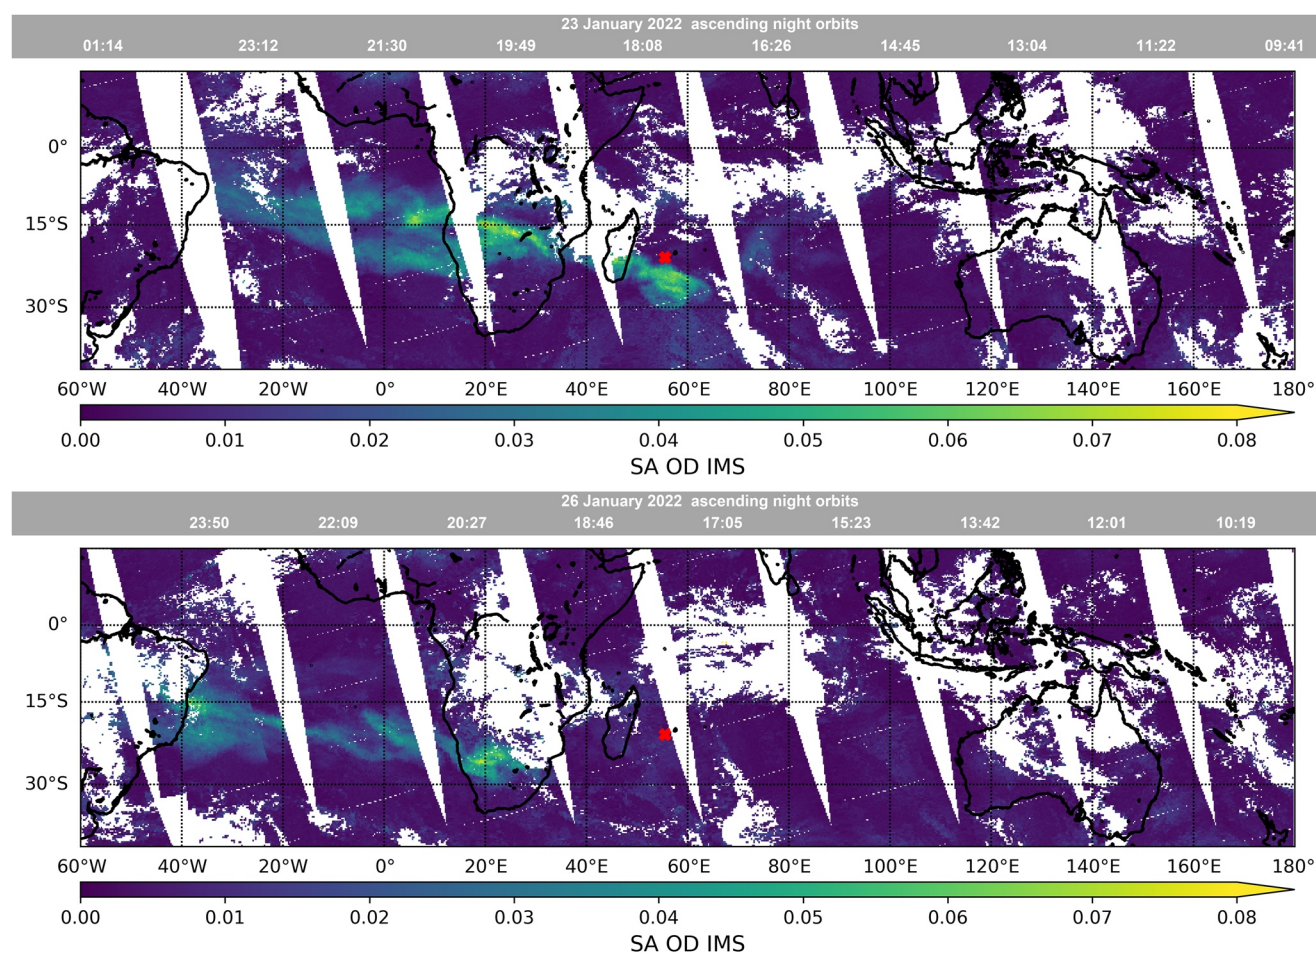 23 January 2022 ascending night orbits
01:14 23:12 21:30 19:49 18:08 16:26 14:45 13:04 11:22 09:41
0°
15°S
30°S
60°W 40°W 20°W 0° 20°E 40°E 60°E 80°E 100°E 120°E 140°E 160°E 180°
0.00 0.01 0.02 0.03 0.04 0.05 0.06 0.07 0.08
SA OD IMS
26 January 2022 ascending night orbits
23:50 22:09 20:27 18:46 17:05 15:23 13:42 12:01 10:19
0°
15°S
30°S
60°W 40°W 20°W 0° 20°E 40°E 60°E 80°E 100°E 120°E 140°E 160°E 180°
0.00 0.01 0.02 0.03 0.04 0.05 0.06 0.07 0.08
SA OD IMS